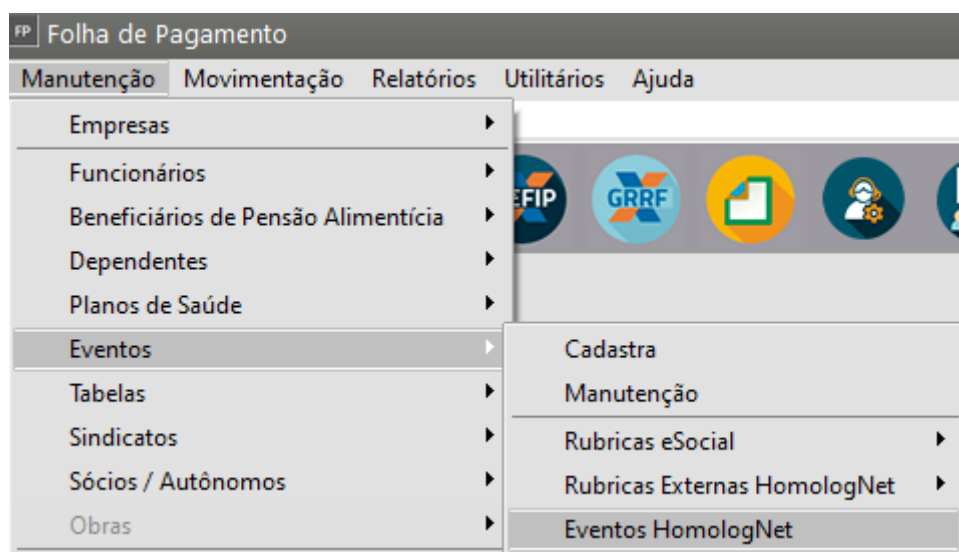 FP Folha de Pagamento
Manutenção Movimentação Relatórios Utilitários Ajuda
Empresas
Funcionários
EFIP GRRF
Beneficiários de Pensão Alimentícia
Dependentes
Planos de Saúde
Eventos
Cadastra
Tabelas
Manutenção
Sindicatos
Rubricas eSocial
Sócios / Autônomos
Rubricas Externas HomologNet
Obras
Eventos HomologNet